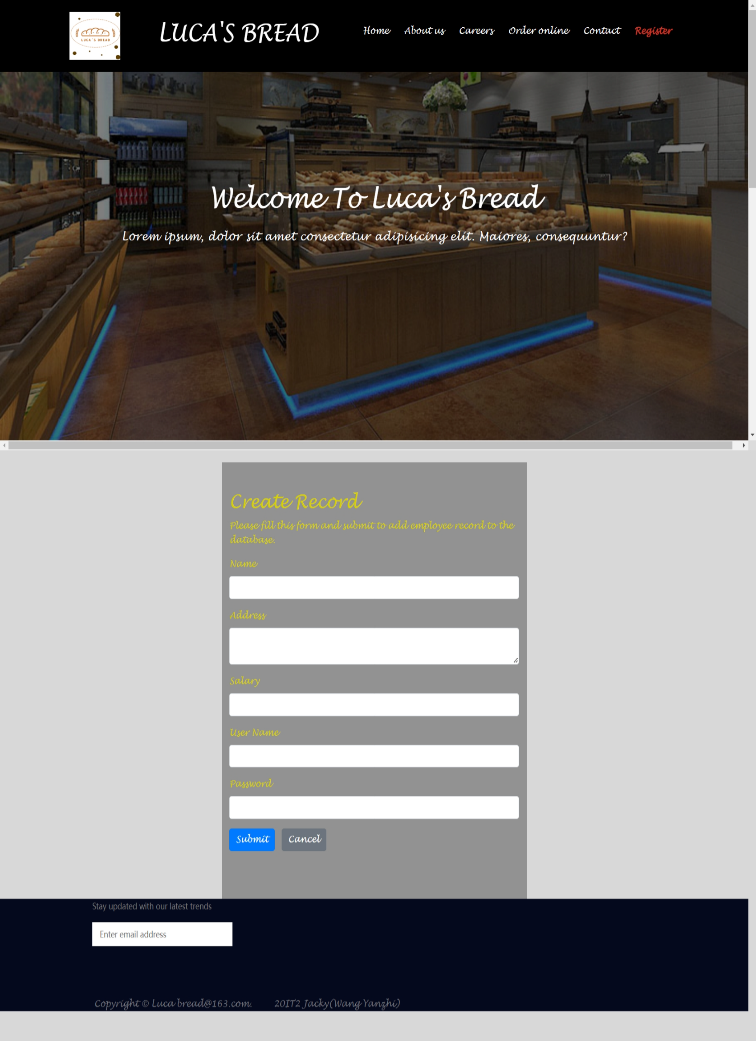 LUCA'S BREAD
LUCA'S BREAD
Home About us Careers Order online Contact Register
Welcome To Luca's Bread
Lorem ipsum, dolor sit amet consectetur adipisicing elit. Maiores, consequuntur?
Create Record
Please fill this form and submit to add employee record to the
database.
Name
Address
Salary
User Name
Password
Submit Cancel
Stay updated with our latest trends
Enter email address
Copyright © Luca bread@163.com. 20IT2 Jacky(Wang Yanzhi)